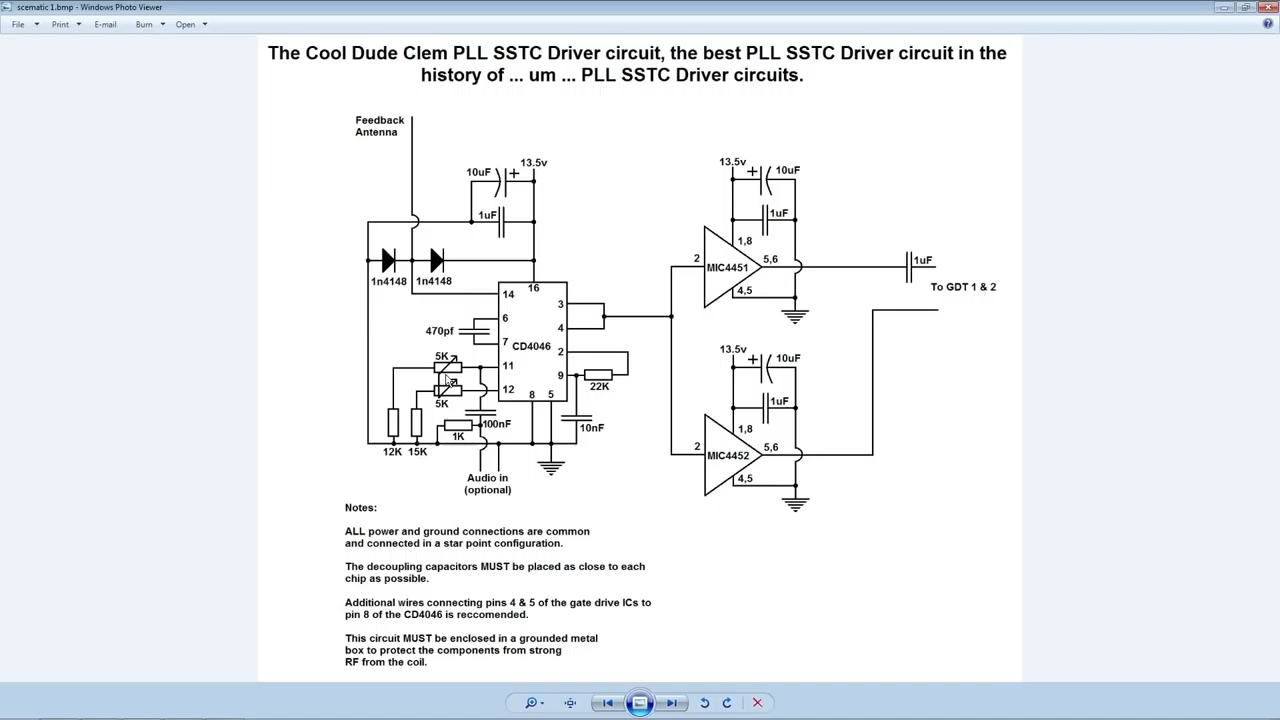 scematic 1.bmp - Windows Photo Viewer
File Print E-mail Burn Open
The Cool Dude Clem PLL SSTC Driver circuit, the best PLL SSTC Driver circuit in the
history of ... um ... PLL SSTC Driver circuits.
Feedback
Antenna
10uF
+
13.5v
1uF
1n4148
1n4148
16
14
3
6
4
470pf
7
CD4046
2
5K
11
9
22K
12
5K
8
5
100nF
10nF
1K
12K
15K
Audio in
(optional)
13.5v
+
10uF
1uF
1,8
2
MIC4451
5,6
4,5
1uF
To GDT 1 & 2
13.5v
+
10uF
1uF
1,8
2
MIC4452
5,6
4,5
Notes:
ALL power and ground connections are common
and connected in a star point configuration.
The decoupling capacitors MUST be placed as close to each
chip as possible.
Additional wires connecting pins 4 & 5 of the gate drive ICs to
pin 8 of the CD4046 is reccomended.
This circuit MUST be enclosed in a grounded metal
box to protect the components from strong
RF from the coil.